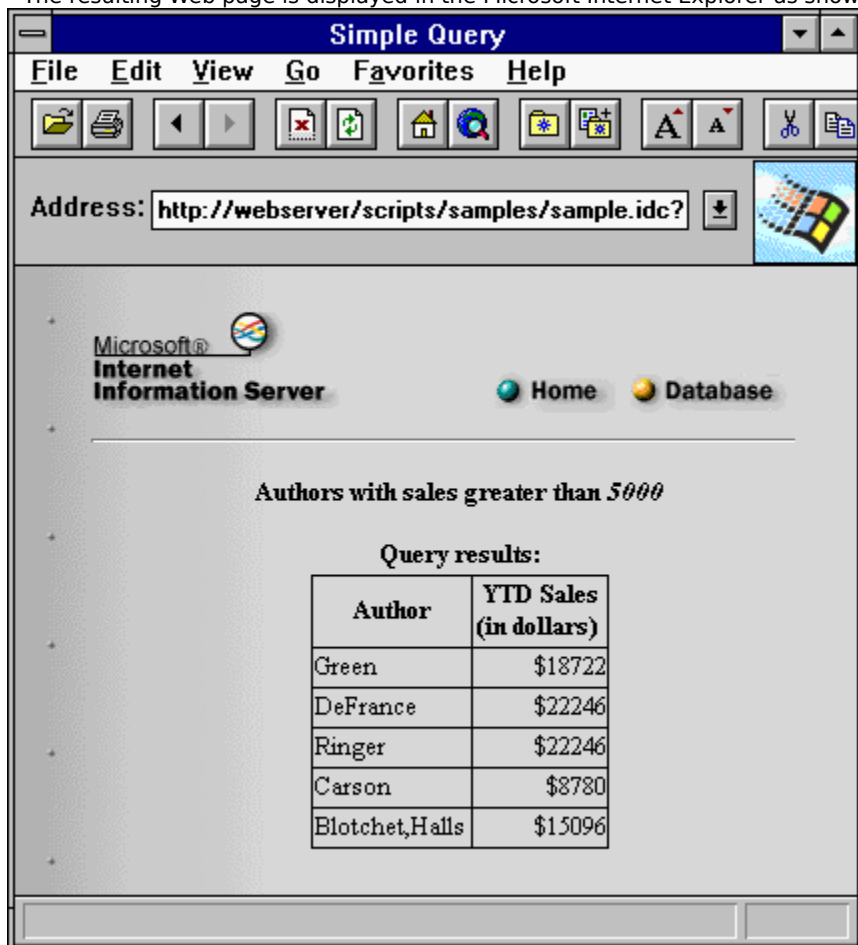 The resulting Web page is displayed in the Microsoft Internet Explorer as show
Simple Query
File Edit View Go Favorites Help
A A
Address: http://webserver/scripts/samples/sample.idc?
Microsoft®
Internet
Information Server
Home Database
Authors with sales greater than 5000
Query results:
Author YTD Sales (in dollars)
Green $18722
DeFrance $22246
Ringer $22246
Carson $8780
Blotchet,Halls $15096